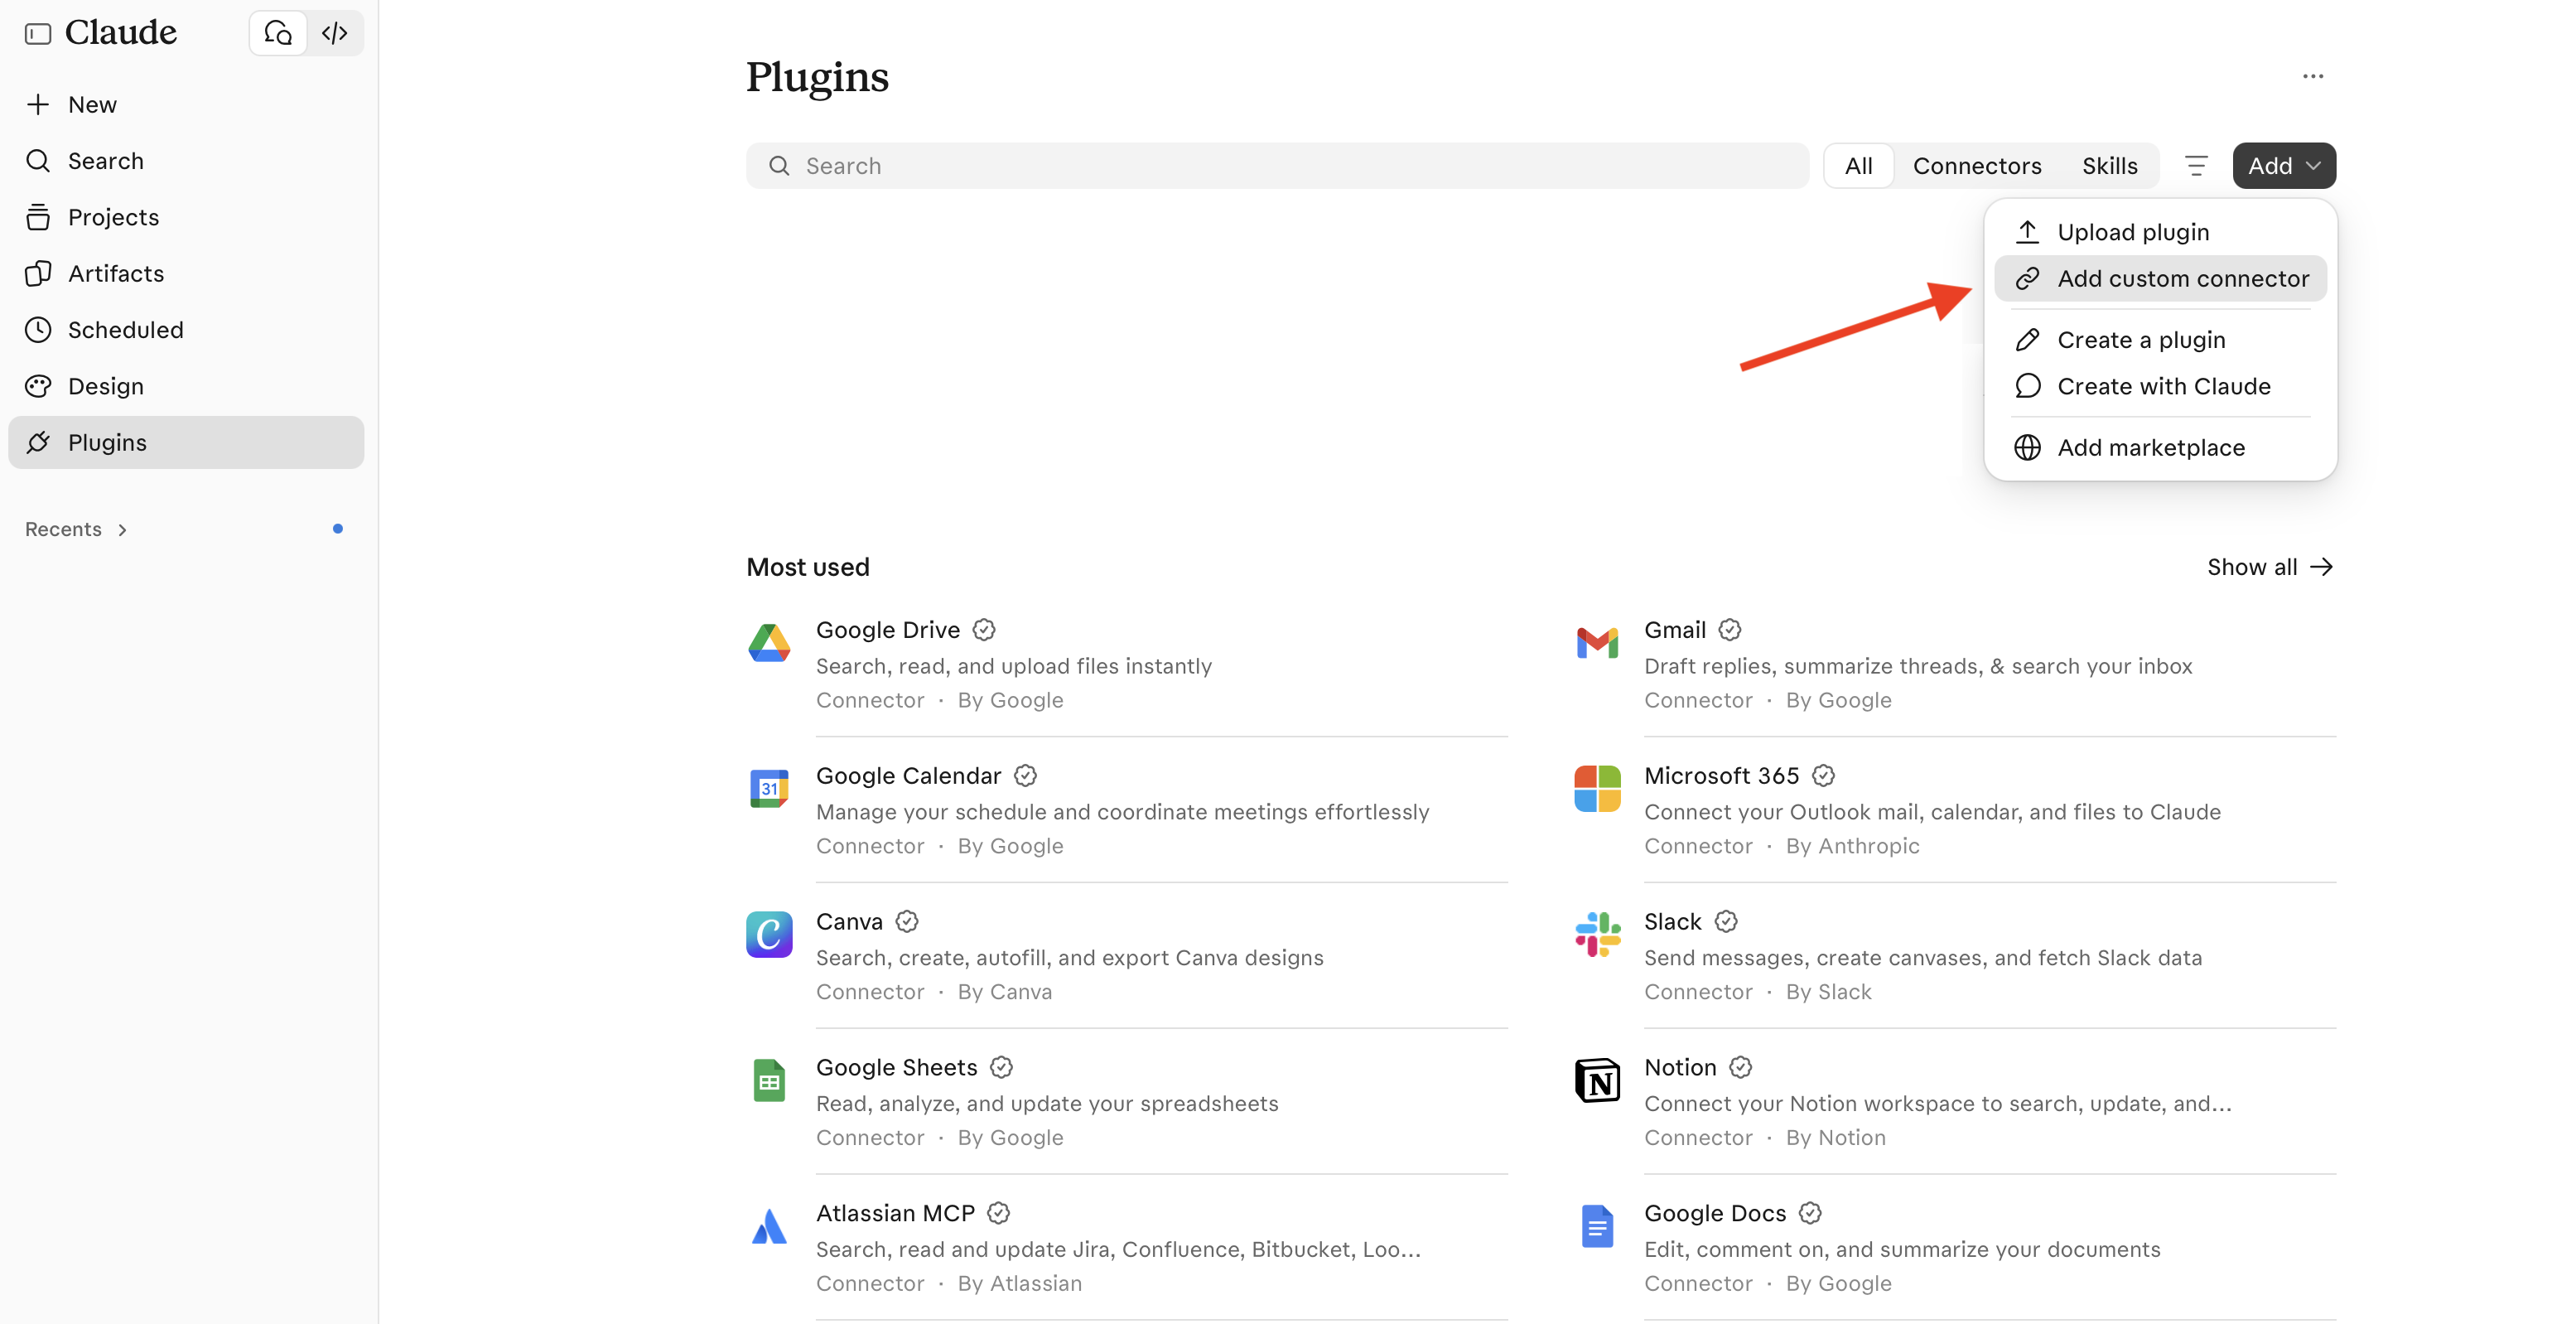 Claude
New
Search
Projects
Artifacts
Scheduled
Design
Plugins
Recents
Plugins
Search
All
Connectors
Skills
Add
Upload plugin
Add custom connector
Create a plugin
Create with Claude
Add marketplace
Most used
Show all
Google Drive
Search, read, and upload files instantly
Connector · By Google
Gmail
Draft replies, summarize threads, & search your inbox
Connector · By Google
31
Google Calendar
Manage your schedule and coordinate meetings effortlessly
Connector · By Google
Microsoft 365
Connect your Outlook mail, calendar, and files to Claude
Connector · By Anthropic
C
Canva
Search, create, autofill, and export Canva designs
Connector · By Canva
Slack
Send messages, create canvases, and fetch Slack data
Connector · By Slack
Google Sheets
Read, analyze, and update your spreadsheets
Connector · By Google
N
Notion
Connect your Notion workspace to search, update, and...
Connector · By Notion
Atlassian MCP
Search, read and update Jira, Confluence, Bitbucket, Loo...
Connector · By Atlassian
Google Docs
Edit, comment on, and summarize your documents
Connector · By Google